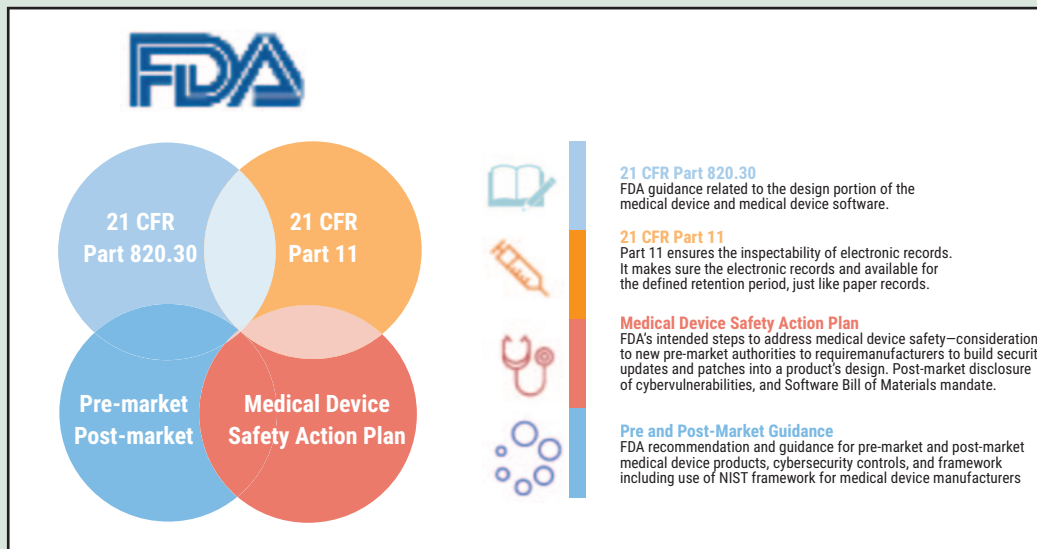 FDA
21 CFR
Part 820.30
21 CFR
Part 11
Pre-market
Post-market
Medical Device
Safety Action Plan
21 CFR Part 820.30
FDA guidance related to the design portion of the
medical device and medical device software.
21 CFR Part 11
Part 11 ensures the inspectability of electronic records.
It makes sure the electronic records and available for
the defined retention period, just like paper records.
Medical Device Safety Action Plan
FDA's intended steps to address medical device safety—consideration
to new pre-market authorities to requiremanufacturers to build securit
updates and patches into a product's design. Post-market disclosure
of cybervulnerabilities, and Software Bill of Materials mandate.
Pre and Post-Market Guidance
FDA recommendation and guidance for pre-market and post-market
medical device products, cybersecurity controls, and framework
including use of NIST framework for medical device manufacturers